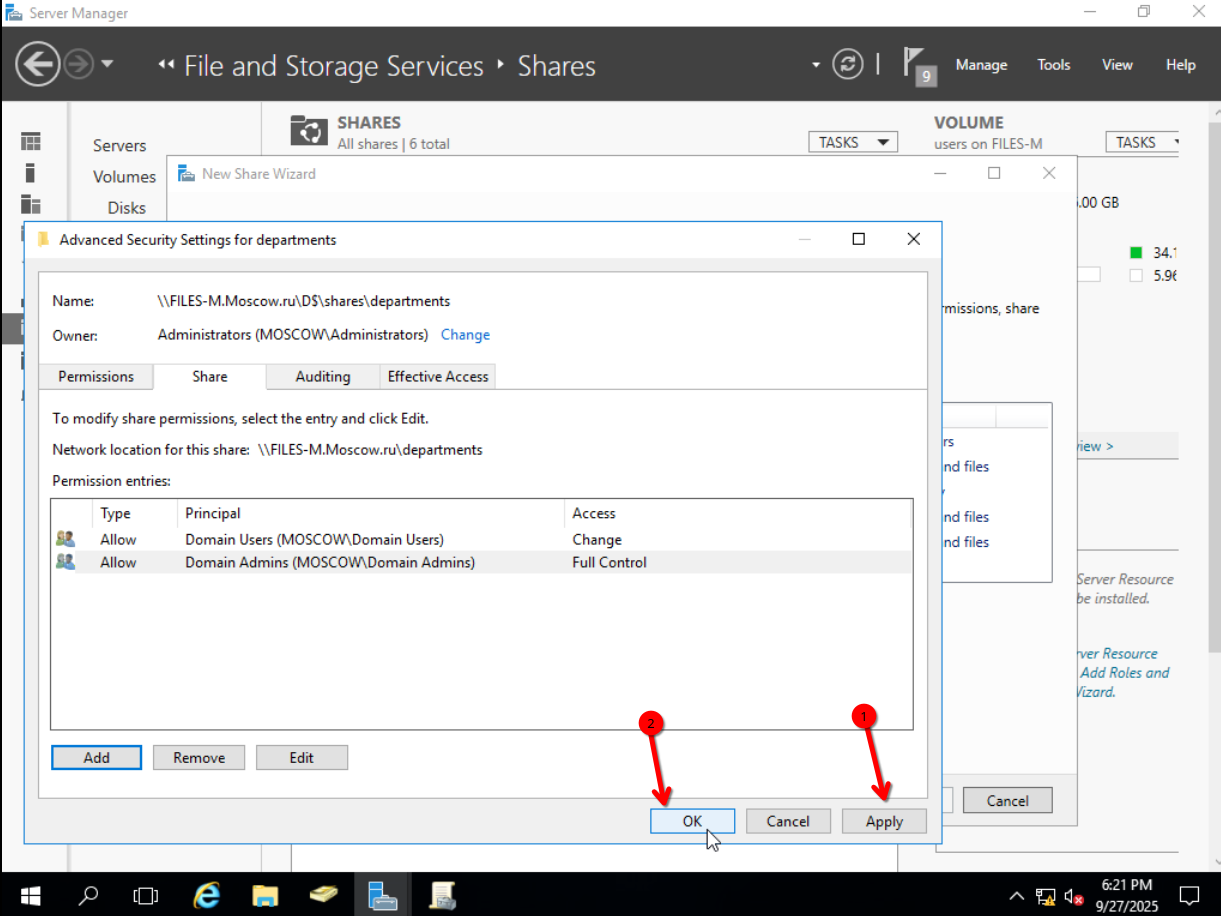 Server Manager
File and Storage Services
Shares
9
Manage
Tools
View
Help
Servers
Volumes
Disks
SHARES
All shares | 6 total
TASKS
VOLUME
users on FILES-M
TASKS
New Share Wizard
.00 GB
34.1
5.96
rmissions, share
rs
nd files
nd files
nd files
iew >
Server Resource
be installed.
rver Resource
Add Roles and
Vizard.
Advanced Security Settings for departments
Name: \\FILES-M.Moscow.ru\D$\shares\departments
Owner: Administrators (MOSCOW\Administrators) Change
Permissions
Share
Auditing
Effective Access
To modify share permissions, select the entry and click Edit.
Network location for this share: \\FILES-M.Moscow.ru\departments
Permission entries:
Type Principal Access
Allow Domain Users (MOSCOW\Domain Users) Change
Allow Domain Admins (MOSCOW\Domain Admins) Full Control
2
1
Add
Remove
Edit
OK
Cancel
Apply
Cancel
6:21 PM
9/27/2025